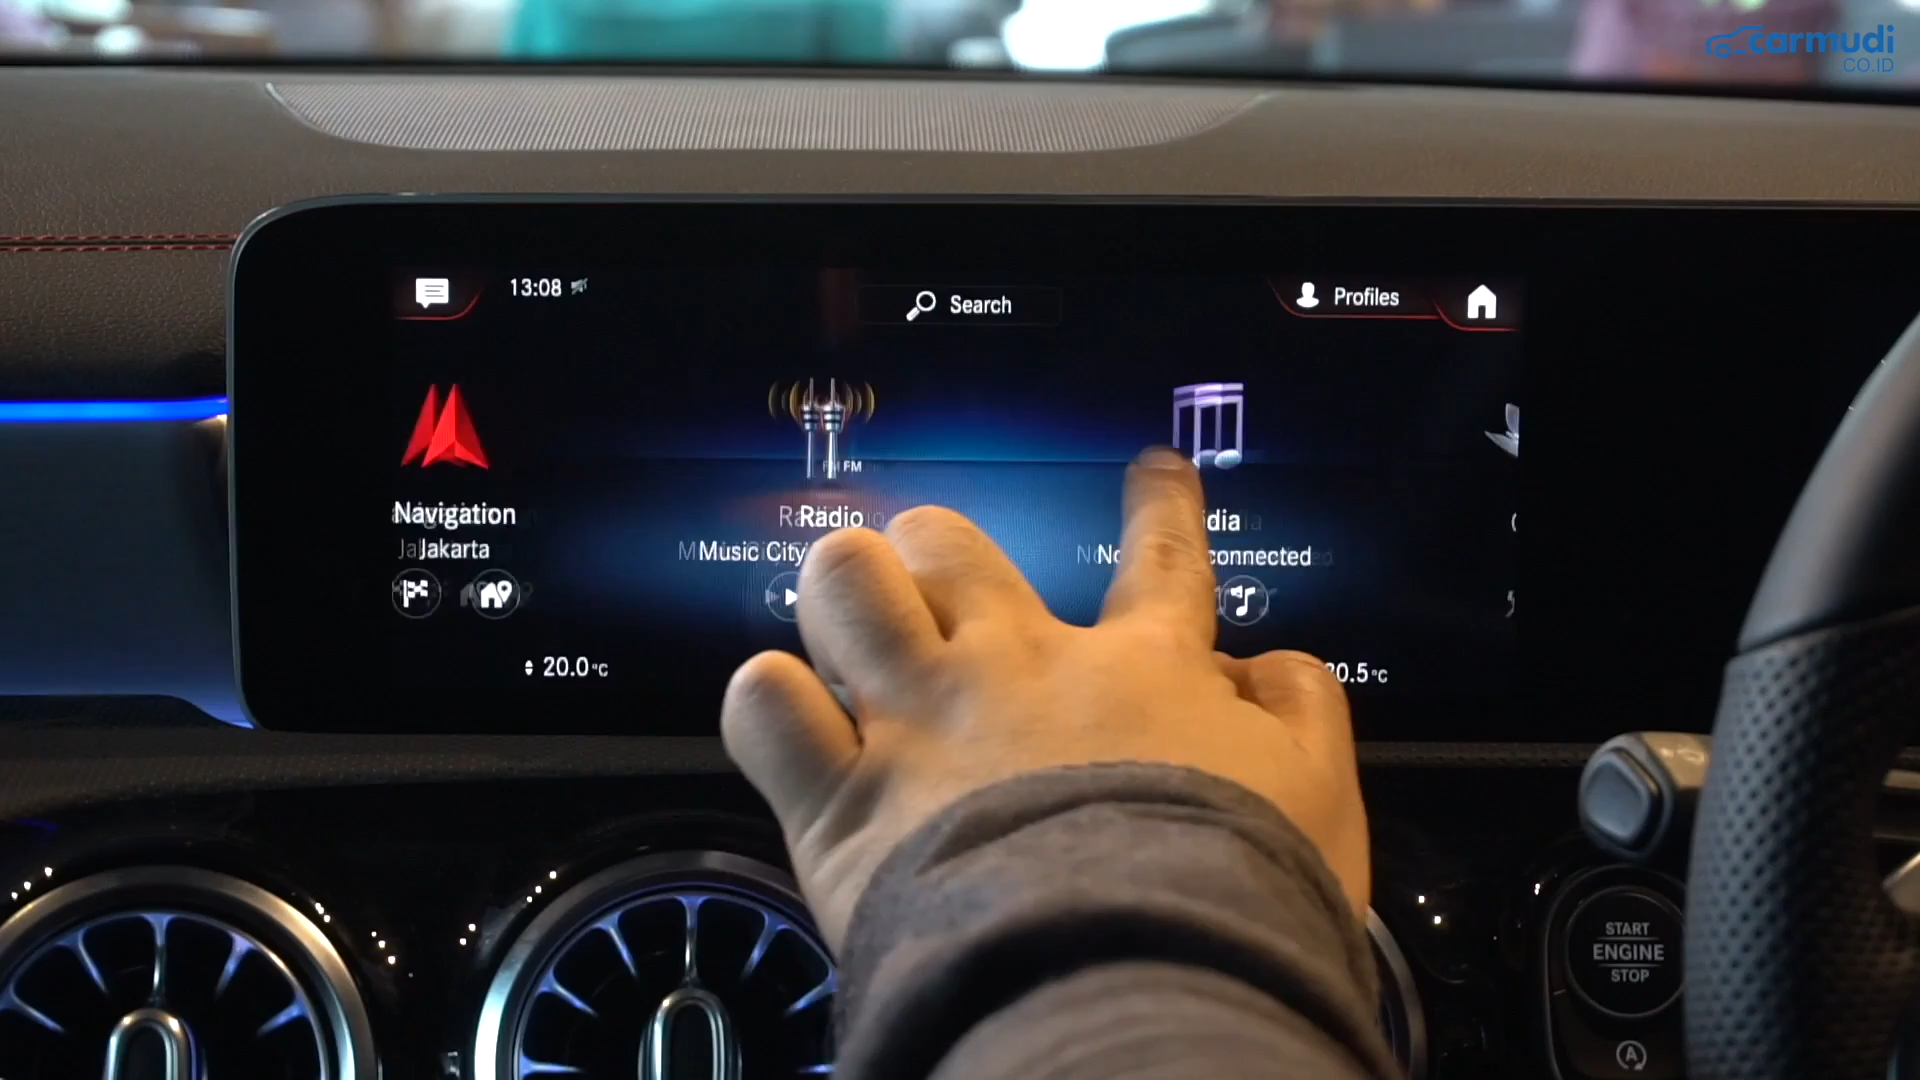 carmudi
.CO.ID
13:08
Search
Profiles
FM
Navigation
Radio
Jakarta
Music City
connected
20.0°C
0.5°C
START
ENGINE
STOP
A